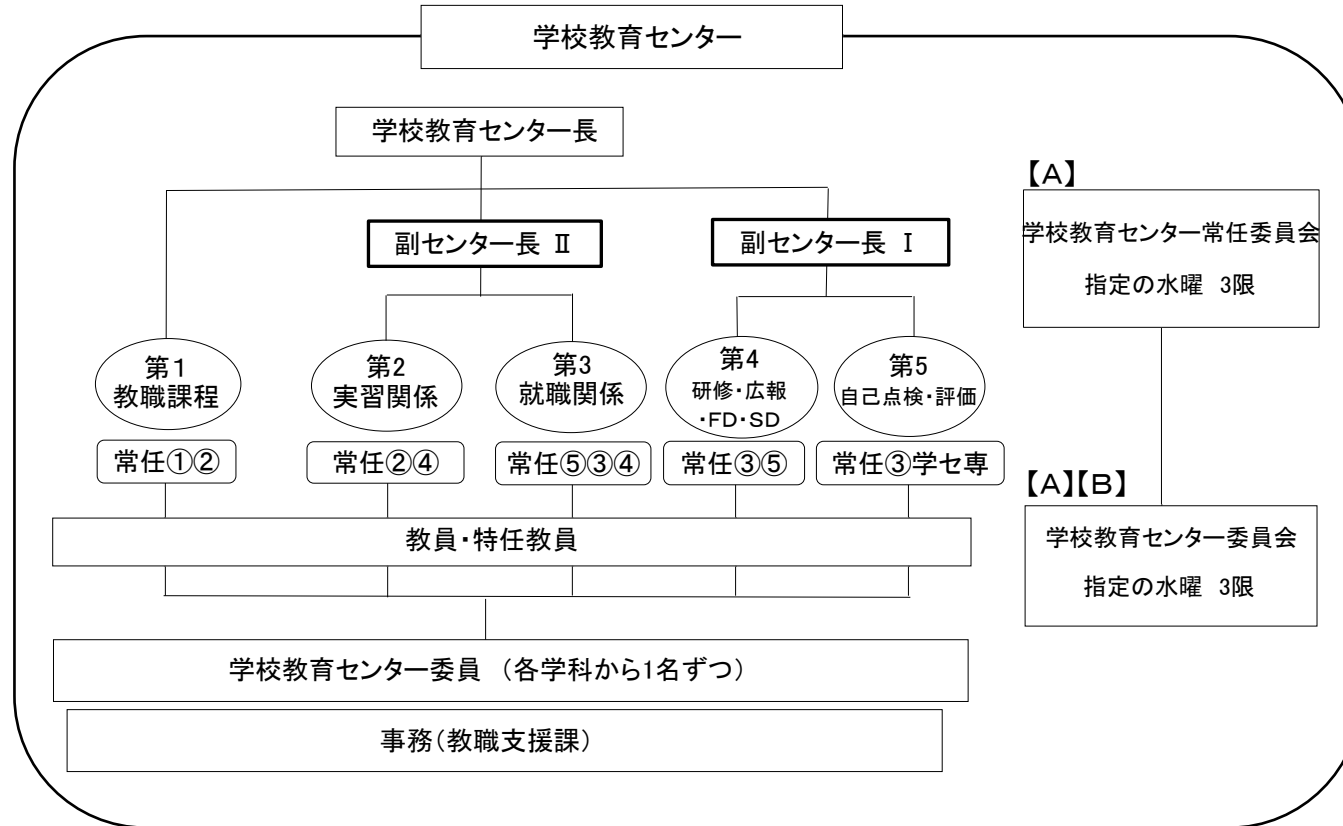 学校教育センター
学校教育センター長
副センター長 Ⅱ
副センター長 Ⅰ
第1
教職課程
第2
実習関係
第3
就職関係
第4
研修・広報
・FD・SD
第5
自己点検・評価
常任①②
常任②④
常任⑤③④
常任③⑤
常任③学セ専
教員・特任教員
学校教育センター委員 (各学科から1名ずつ)
事務(教職支援課)
【A】
学校教育センター常任委員会
指定の水曜 3限
【A】【B】
学校教育センター委員会
指定の水曜 3限